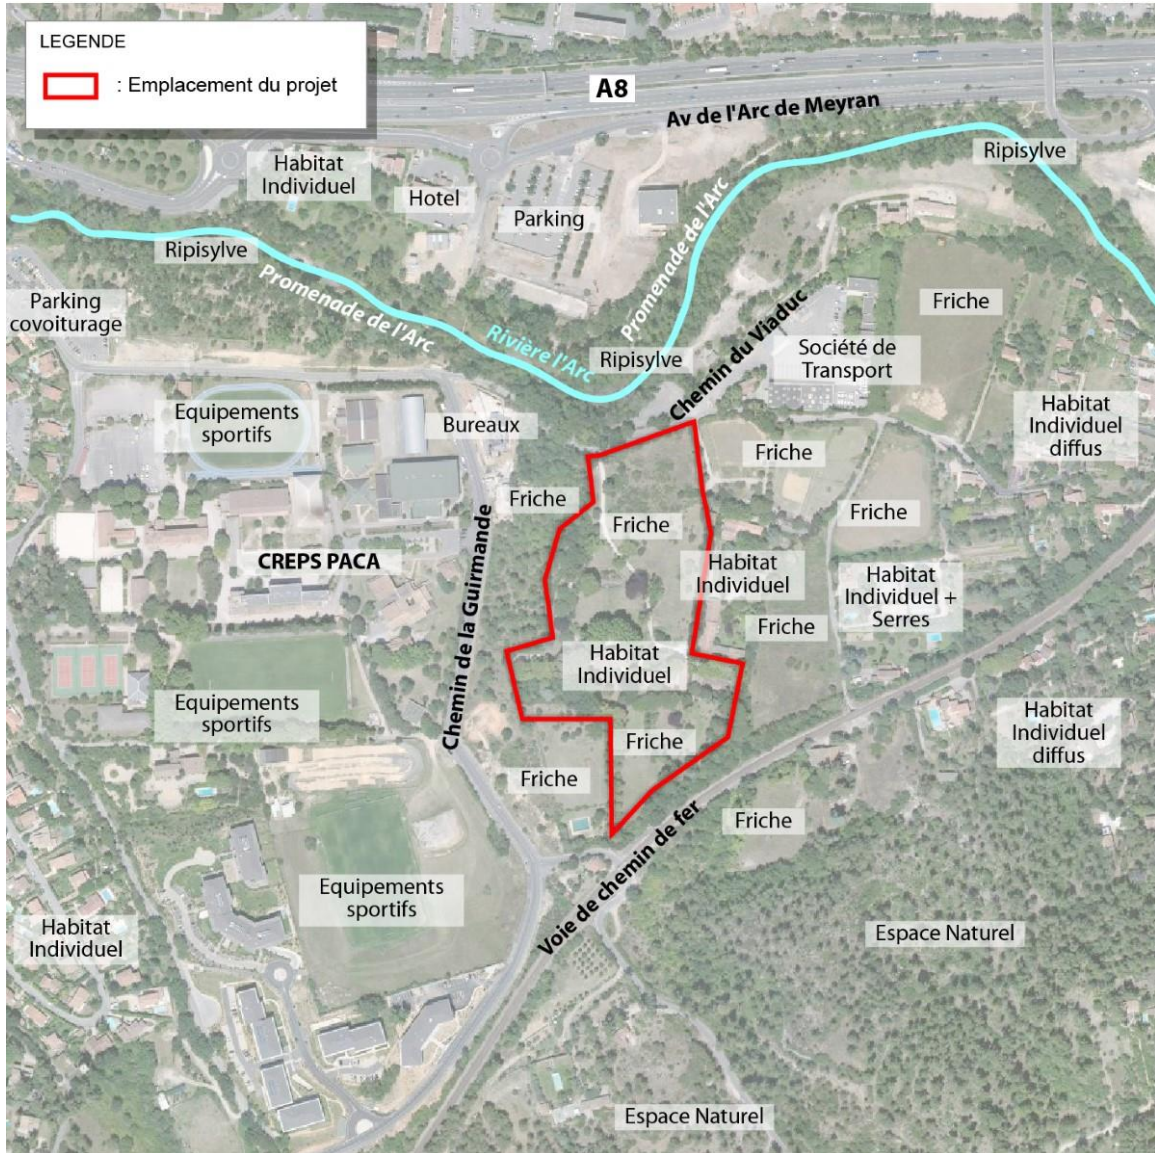 LEGENDE
: Emplacement du projet
A8
Av de l'Arc de Meyran
Habitat
Individuel
Hotel
Parking
Ripisylve
Ripisylve
Promenade de l'Arc
Promenade de l'Arc
Rivière l'Arc
Ripisylve
Parking
covoiturage
Chemin du Viaduc
Friche
Société de
Transport
Equipements
sportifs
Bureaux
Habitat
Individuel
diffus
Friche
Friche
Friche
Friche
CREPS PACA
Chemin de la Guirmande
Habitat
Individuel
Habitat
Individuel +
Serres
Friche
Habitat
Individuel
Equipements
sportifs
Friche
Habitat
Individuel
diffus
Friche
Friche
Voie de chemin de fer
Equipements
sportifs
Habitat
Individuel
Espace Naturel
Espace Naturel